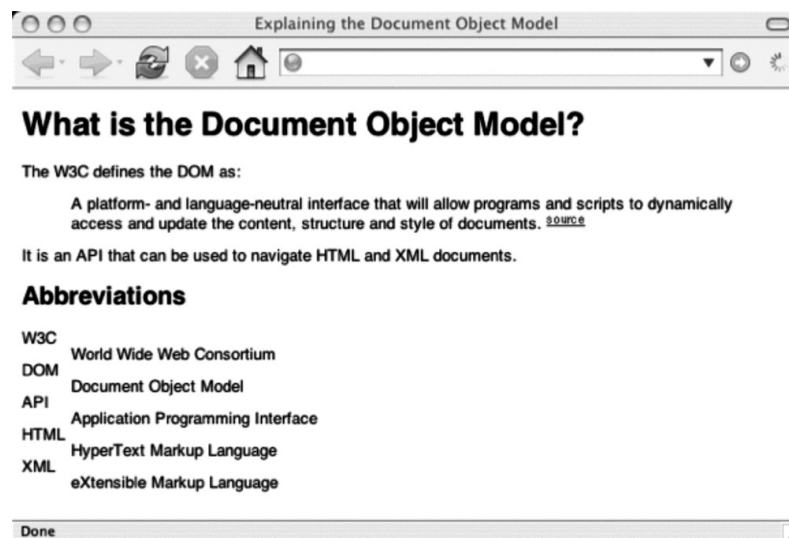 Explaining the Document Object Model
What is the Document Object Model?
The W3C defines the DOM as:
A platform- and language-neutral interface that will allow programs and scripts to dynamically
access and update the content, structure and style of documents. source
It is an API that can be used to navigate HTML and XML documents.
Abbreviations
W3C
World Wide Web Consortium
DOM
Document Object Model
API
Application Programming Interface
HTML
HyperText Markup Language
XML
eXtensible Markup Language
Done